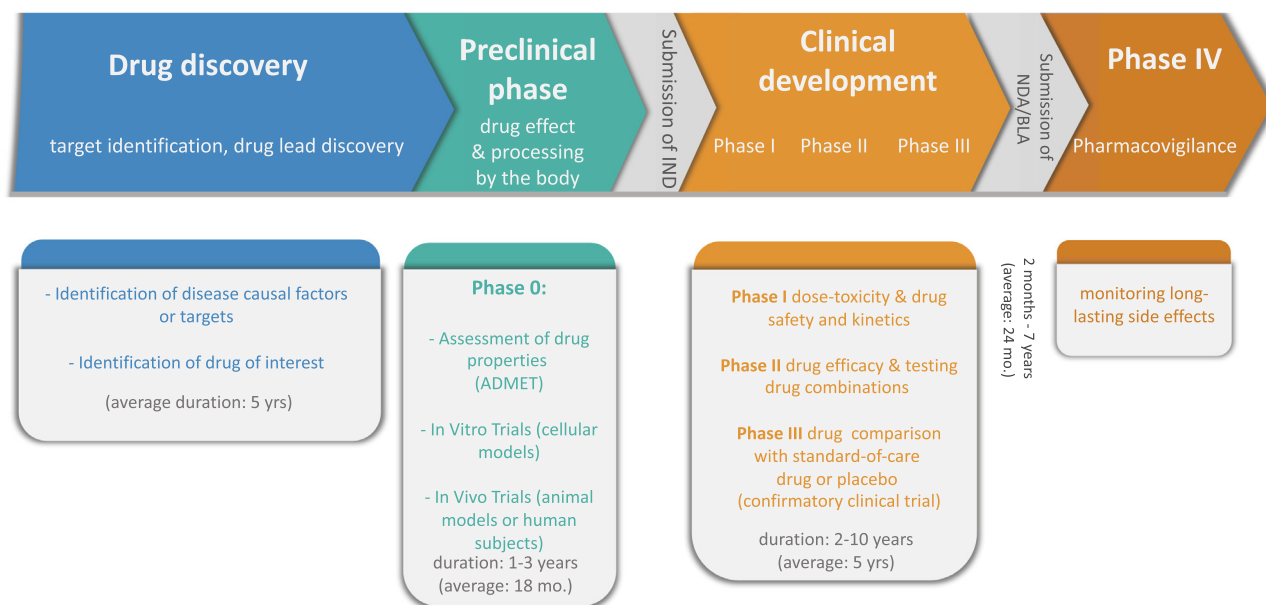 Drug discovery
target identification, drug lead discovery
Preclinical
phase
drug effect
& processing
by the body
Submission of IND
Clinical
development
Phase I
Phase II
Phase III
Submission of
NDA/BLA
Phase IV
Pharmacovigilance
- Identification of disease causal factors
or targets
- Identification of drug of interest
(average duration: 5 yrs)
Phase 0:
- Assessment of drug
properties
(ADMET)
- In Vitro Trials (cellular
models)
- In Vivo Trials (animal
models or human
subjects)
duration: 1-3 years
(average: 18 mo.)
Phase I dose-toxicity & drug
safety and kinetics
Phase II drug efficacy & testing
drug combinations
Phase III drug comparison
with standard-of-care
drug or placebo
(confirmatory clinical trial)
duration: 2-10 years
(average: 5 yrs)
2 months - 7 years
(average: 24 mo.)
monitoring long-
lasting side effects